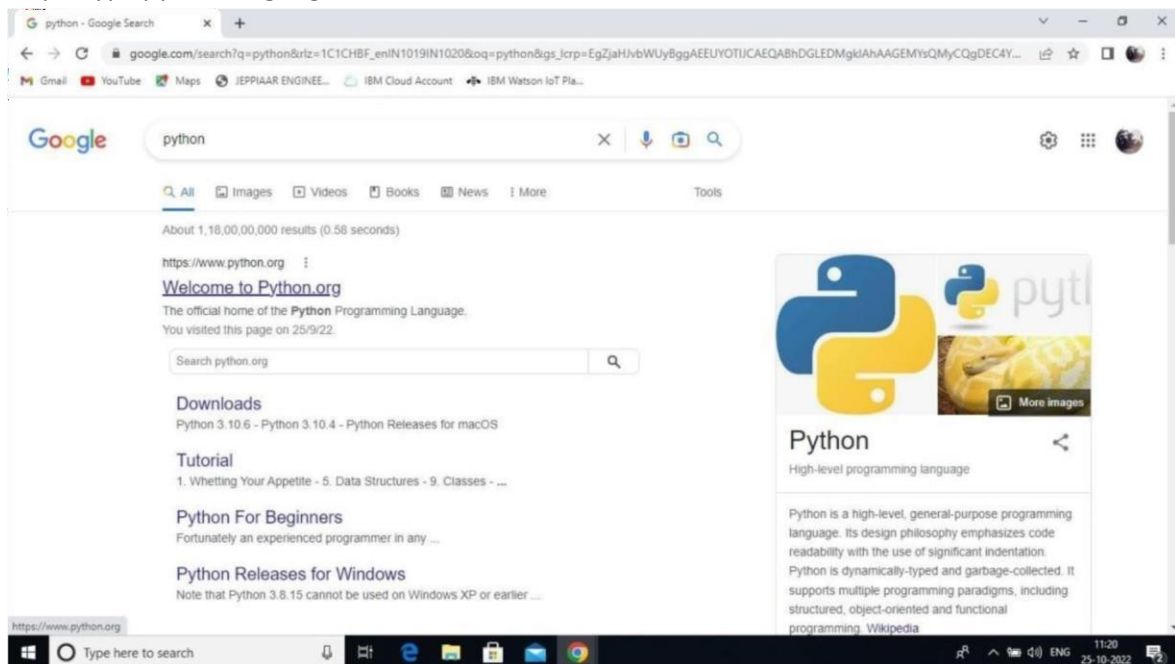 python - Google Search
google.com/search?q=python&rlz=1C1CHBF_enIN1019IN1020&oq=python&gs_lcrp=EgZjaHJvbWUyBggAEEUYOTIJCAEQABhDGLEDMgkIAhAAGEMYsQMyCQgDEC4Y...
Gmail YouTube Maps JEPPIAAR ENGINEE... IBM Cloud Account IBM Watson IoT Pla...
Google python
All Images Videos Books News More Tools
About 1,18,00,00,000 results (0.58 seconds)
https://www.python.org
Welcome to Python.org
The official home of the Python Programming Language.
You visited this page on 25/9/22.
Search python.org
Downloads
Python 3.10.6 - Python 3.10.4 - Python Releases for macOS
Tutorial
1. Whetting Your Appetite - 5. Data Structures - 9. Classes - ...
Python For Beginners
Fortunately an experienced programmer in any ...
Python Releases for Windows
Note that Python 3.8.15 cannot be used on Windows XP or earlier ...
pytl
More images
Python
High-level programming language
Python is a high-level, general-purpose programming
language. Its design philosophy emphasizes code
readability with the use of significant indentation.
Python is dynamically-typed and garbage-collected. It
supports multiple programming paradigms, including
structured, object-oriented and functional
programming. Wikipedia
https://www.python.org
Type here to search
ENG
11:20
25-10-2022